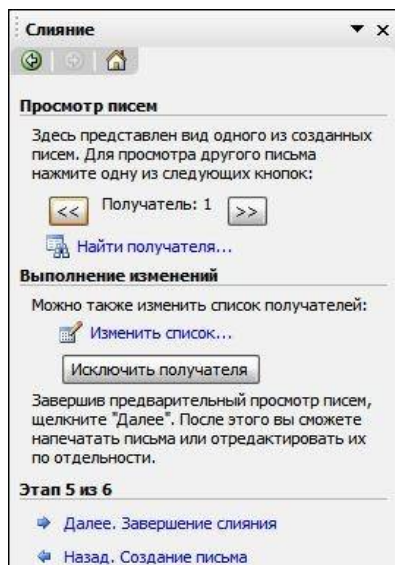 Слияние
Просмотр писем
Здесь представлен вид одного из созданных
писем. Для просмотра другого письма
нажмите одну из следующих кнопок:
<< Получатель: 1 >>
Найти получателя...
Выполнение изменений
Можно также изменить список получателей:
Изменить список...
Исключить получателя
Завершив предварительный просмотр писем,
щелкните "Далее". После этого вы сможете
напечатать письма или отредактировать их
по отдельности.
Этап 5 из 6
Далее. Завершение слияния
Назад. Создание письма